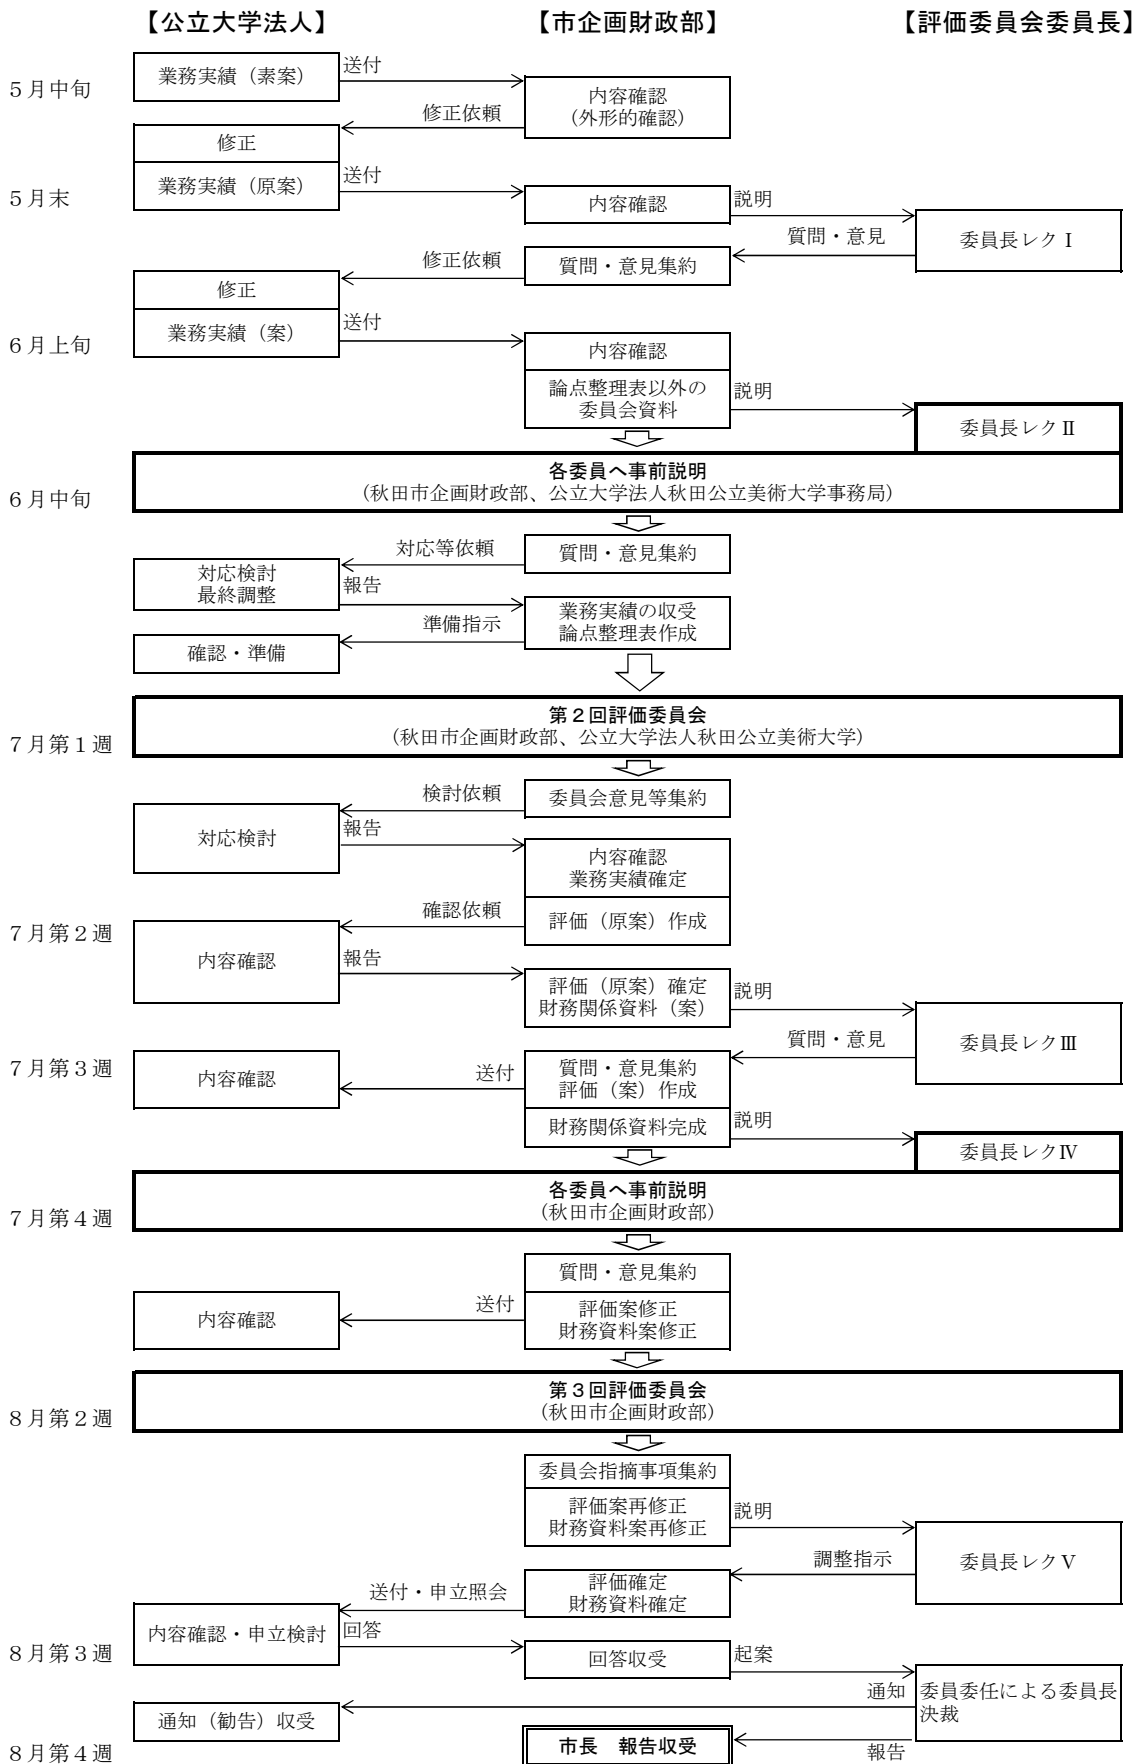 【公立大学法人】
【市企画財政部】
【評価委員会委員長】
５月中旬
業務実績（素案）
送付
内容確認
（外形的確認）
修正依頼
修正
５月末
業務実績（原案）
送付
内容確認
説明
委員長レクⅠ
質問・意見
質問・意見集約
修正依頼
修正
６月上旬
業務実績（案）
送付
内容確認
論点整理表以外の
委員会資料
説明
委員長レクⅡ
６月中旬
各委員へ事前説明
（秋田市企画財政部、公立大学法人秋田公立美術大学事務局）
質問・意見集約
対応等依頼
対応検討
最終調整
報告
業務実績の収受
論点整理表作成
準備指示
確認・準備
７月第１週
第２回評価委員会
（秋田市企画財政部、公立大学法人秋田公立美術大学）
委員会意見等集約
検討依頼
対応検討
報告
内容確認
業務実績確定
７月第２週
評価（原案）作成
確認依頼
内容確認
報告
評価（原案）確定
財務関係資料（案）
説明
委員長レクⅢ
質問・意見
７月第３週
質問・意見集約
評価（案）作成
送付
内容確認
財務関係資料完成
説明
委員長レクⅣ
７月第４週
各委員へ事前説明
（秋田市企画財政部）
質問・意見集約
評価案修正
財務資料案修正
送付
内容確認
８月第２週
第３回評価委員会
（秋田市企画財政部）
委員会指摘事項集約
評価案再修正
財務資料案再修正
説明
委員長レクⅤ
調整指示
評価確定
財務資料確定
送付・申立照会
８月第３週
内容確認・申立検討
回答
回答収受
起案
委員委任による委員長
決裁
通知
通知（勧告）収受
８月第４週
市長　報告収受
報告